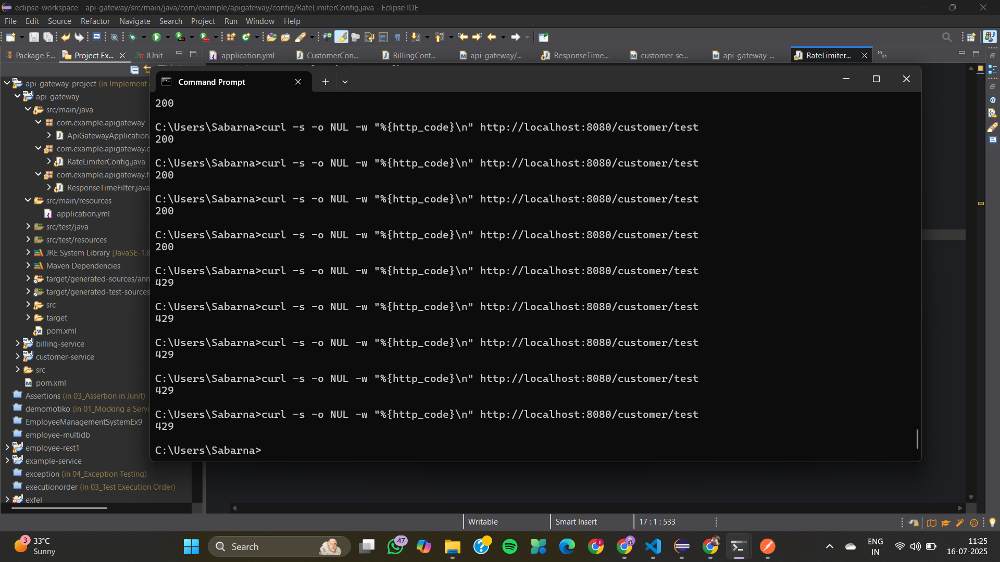 eclipse-workspace - api-gateway/src/main/java/com/example/apigateway/config/RateLimiterConfig.java - Eclipse IDE
File Edit Source Refactor Navigate Search Project Run Window Help
Package E... Project Ex... JUnit
application.yml CustomerCon... BillingCont... api-gateway/... ResponseTime... customer-se... api-gateway-... RateLimiter... 91
api-gateway-project (in Implement
api-gateway
src/main/java
com.example.apigateway
ApiGatewayApplication.
com.example.apigateway.c
RateLimiterConfig.java
com.example.apigateway.f
ResponseTimeFilter.java
src/main/resources
application.yml
src/test/java
src/test/resources
JRE System Library [JavaSE-1.8
Maven Dependencies
target/generated-sources/ann
target/generated-test-sources
src
target
pom.xml
billing-service
customer-service
src
pom.xml
Assertions (in 03_Assertion in Junit)
demomotiko (in 01_Mocking a Servi
EmployeeManagementSystemEx9
employee-multidb
employee-rest1
example-service
exception (in 04_Exception Testing)
executionorder (in 03_Test Execution Order)
exfel
Command Prompt
200
C:\Users\Sabarna>curl -s -o NUL -w "%{http_code}\n" http://localhost:8080/customer/test
200
C:\Users\Sabarna>curl -s -o NUL -w "%{http_code}\n" http://localhost:8080/customer/test
200
C:\Users\Sabarna>curl -s -o NUL -w "%{http_code}\n" http://localhost:8080/customer/test
200
C:\Users\Sabarna>curl -s -o NUL -w "%{http_code}\n" http://localhost:8080/customer/test
200
C:\Users\Sabarna>curl -s -o NUL -w "%{http_code}\n" http://localhost:8080/customer/test
429
C:\Users\Sabarna>curl -s -o NUL -w "%{http_code}\n" http://localhost:8080/customer/test
429
C:\Users\Sabarna>curl -s -o NUL -w "%{http_code}\n" http://localhost:8080/customer/test
429
C:\Users\Sabarna>curl -s -o NUL -w "%{http_code}\n" http://localhost:8080/customer/test
429
C:\Users\Sabarna>curl -s -o NUL -w "%{http_code}\n" http://localhost:8080/customer/test
429
C:\Users\Sabarna>
Writable Smart Insert 17 : 1 : 533
3 33°C
Sunny
Search
47
ENG
IN
11:25
16-07-2025